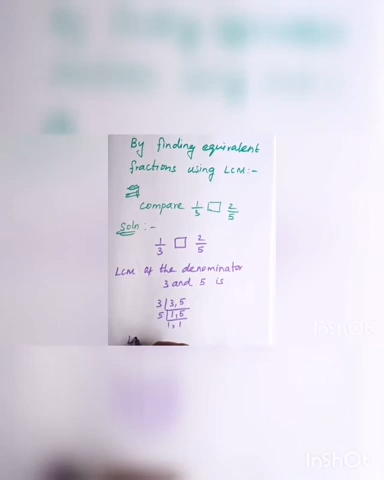 By finding equivalent
fractions using LCM:-
eg
compare 1/3 □ 2/5
Soln :-
1/3 □ 2/5
LCM of the denominator
3 and 5 is
3 | 3, 5
5 | 1, 5
1, 1
InShOt
InShOt